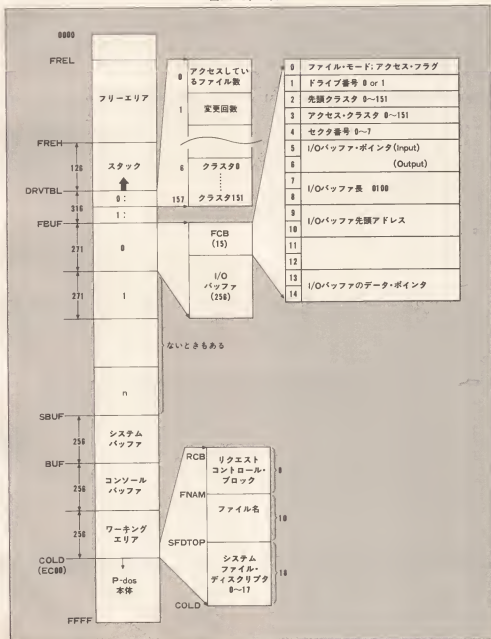 0000
FREL
フリーエリア
FREH
126
スタック
DRVTBL
0:
316
1:
FBUF
271
0
271
1
ないときもある
n
SBUF
256
システム
バッファ
BUF
256
コンソール
バッファ
256
ワーキング
エリア
COLD
(EC00)
P-dos
本体
FFFF
0
アクセスしてい
るファイル数
1
変更回数
6
クラスタ0
157
クラスタ151
FCB
(15)
I/O
バッファ
(256)
0 ファイル・モード;アクセス・フラグ
1 ドライブ番号 0 or 1
2 先頭クラスタ 0〜151
3 アクセス・クラスタ 0〜151
4 セクタ番号 0〜7
5 I/Oバッファ・ポインタ(Input)
6 (Output)
7
8
I/Oバッファ長 0100
9
10
I/Oバッファ先頭アドレス
11
12
13
14
I/Oバッファのデータ・ポインタ
RCB
リクエスト
コントロール・
ブロック
FNAM
ファイル名
10
SFDTOP
システム
ファイル・
ディスクリプタ
0〜17
COLD